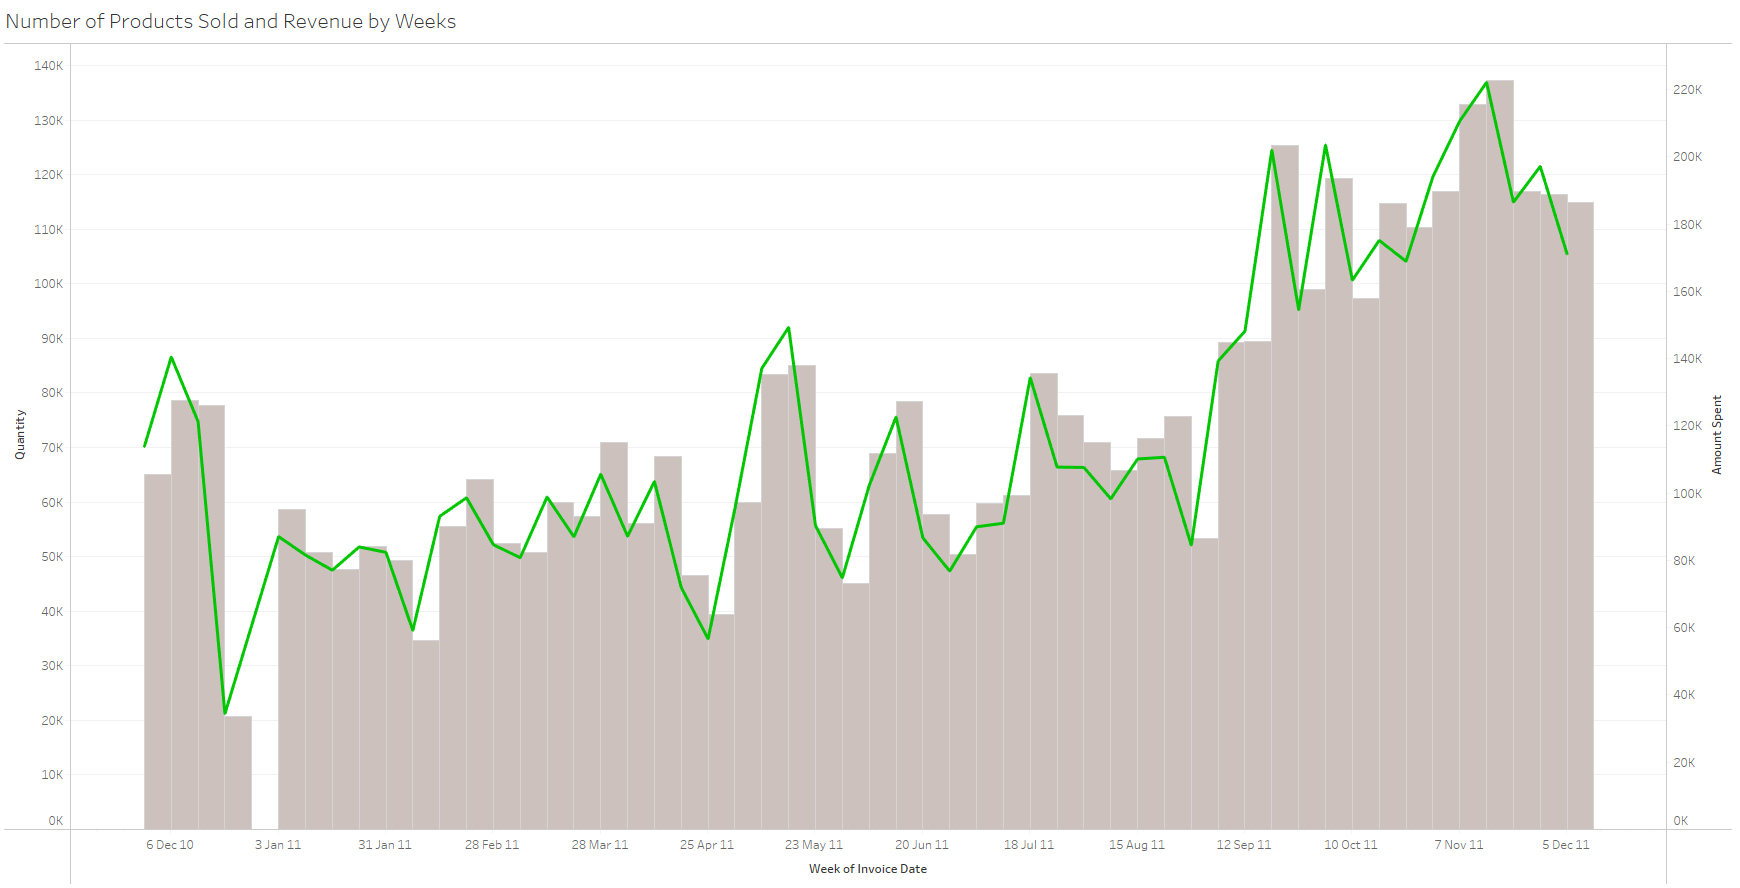 Number of Products Sold and Revenue by Weeks
140K
130K
120K
110K
100K
90K
80K
70K
60K
50K
40K
30K
20K
10K
0K
Quantity
220K
200K
180K
160K
140K
120K
100K
80K
60K
40K
20K
0K
Amount Spent
6 Dec 10 3 Jan 11 31 Jan 11 28 Feb 11 28 Mar 11 25 Apr 11 23 May 11 20 Jun 11 18 Jul 11 15 Aug 11 12 Sep 11 10 Oct 11 7 Nov 11 5 Dec 11
Week of Invoice Date